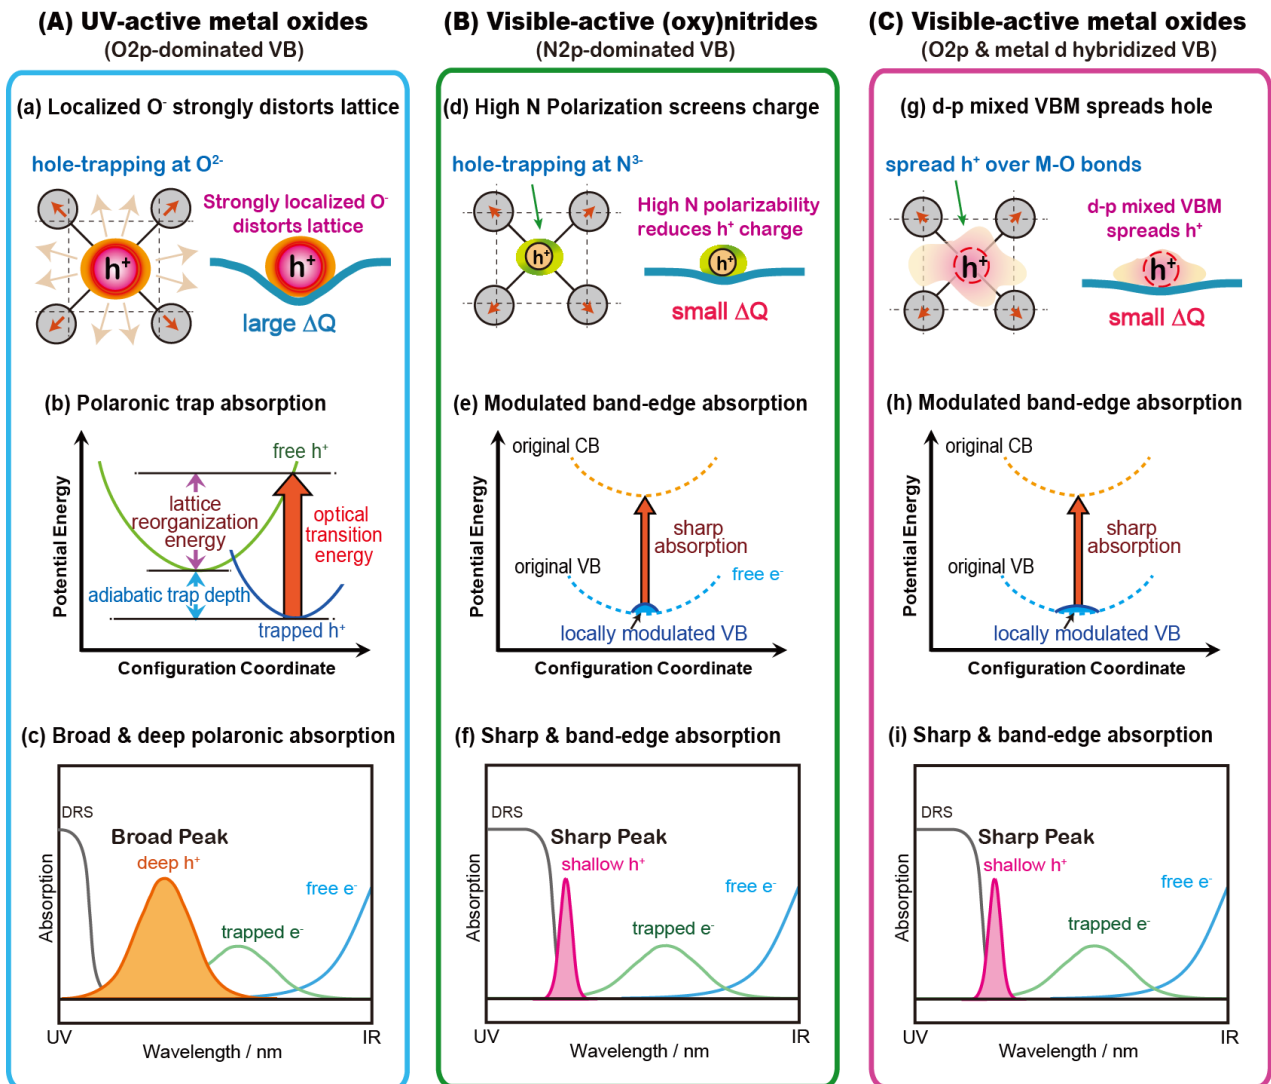 (A) UV-active metal oxides
(O2p-dominated VB)
(a) Localized O⁻ strongly distorts lattice
hole-trapping at O²⁻
Strongly localized O⁻
distorts lattice
h⁺
h⁺
large ΔQ
(b) Polaronic trap absorption
Potential Energy
free h⁺
lattice
reorganization
energy
optical
transition
energy
adiabatic trap depth
trapped h⁺
Configuration Coordinate
(c) Broad & deep polaronic absorption
DRS
Broad Peak
deep h⁺
free e⁻
trapped e⁻
Absorption
UV
IR
Wavelength / nm
(B) Visible-active (oxy)nitrides
(N2p-dominated VB)
(d) High N Polarization screens charge
hole-trapping at N³⁻
High N polarizability
reduces h⁺ charge
h⁺
h⁺
small ΔQ
(e) Modulated band-edge absorption
Potential Energy
original CB
sharp
absorption
original VB
free e⁻
locally modulated VB
Configuration Coordinate
(f) Sharp & band-edge absorption
DRS
Sharp Peak
shallow h⁺
free e⁻
trapped e⁻
Absorption
UV
IR
Wavelength / nm
(C) Visible-active metal oxides
(O2p & metal d hybridized VB)
(g) d-p mixed VBM spreads hole
spread h⁺ over M-O bonds
d-p mixed VBM
spreads h⁺
h⁺
h⁺
small ΔQ
(h) Modulated band-edge absorption
Potential Energy
original CB
sharp
absorption
original VB
locally modulated VB
Configuration Coordinate
(i) Sharp & band-edge absorption
DRS
Sharp Peak
shallow h⁺
free e⁻
trapped e⁻
Absorption
UV
IR
Wavelength / nm